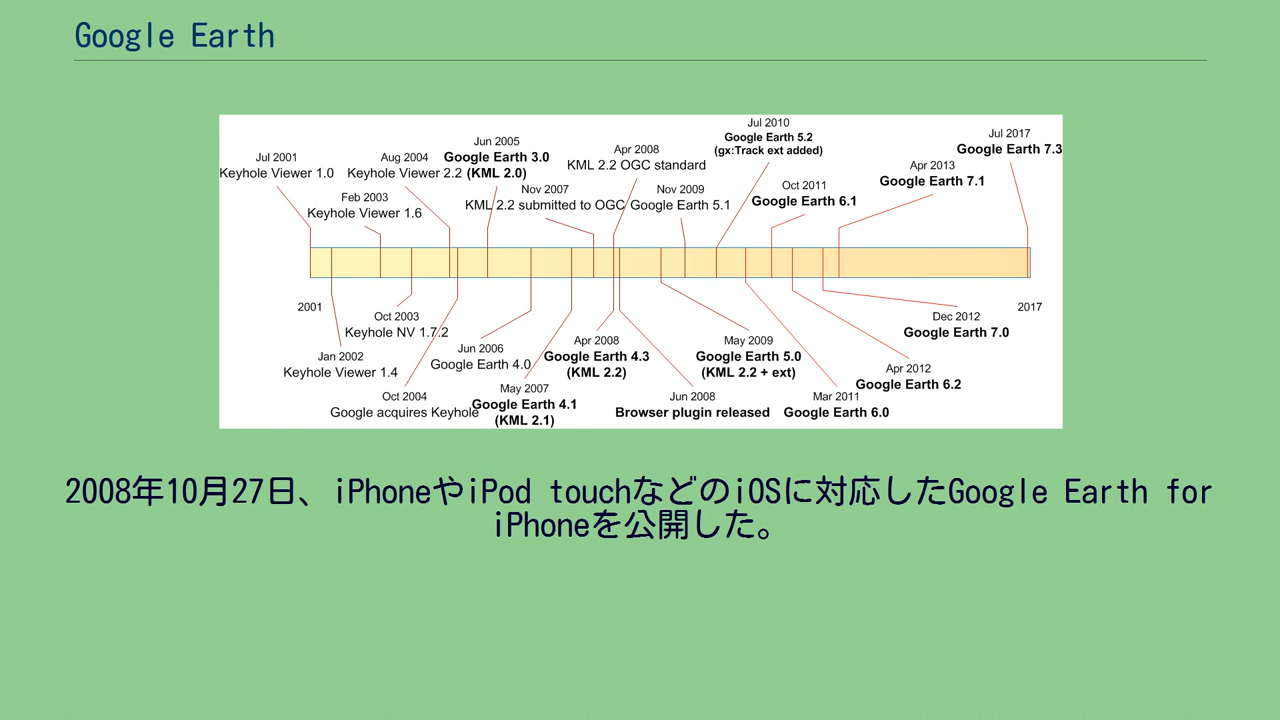 Google Earth
Jul 2010
Google Earth 5.2
(gx:Track ext added)
Jul 2017
Google Earth 7.3
Jun 2005
Google Earth 3.0
(KML 2.0)
Apr 2008
KML 2.2 OGC standard
Jul 2001
Keyhole Viewer 1.0
Aug 2004
Keyhole Viewer 2.2
Apr 2013
Google Earth 7.1
Feb 2003
Keyhole Viewer 1.6
Nov 2007
KML 2.2 submitted to OGC
Nov 2009
Google Earth 5.1
Oct 2011
Google Earth 6.1
2001
2017
Oct 2003
Keyhole NV 1.7.2
Dec 2012
Google Earth 7.0
Jan 2002
Keyhole Viewer 1.4
Jun 2006
Google Earth 4.0
Apr 2008
Google Earth 4.3
(KML 2.2)
May 2009
Google Earth 5.0
(KML 2.2 + ext)
Apr 2012
Google Earth 6.2
Oct 2004
Google acquires Keyhole
May 2007
Google Earth 4.1
(KML 2.1)
Jun 2008
Browser plugin released
Mar 2011
Google Earth 6.0
2008年10月27日、iPhoneやiPod touchなどのiOSに対応したGoogle Earth for
iPhoneを公開した。